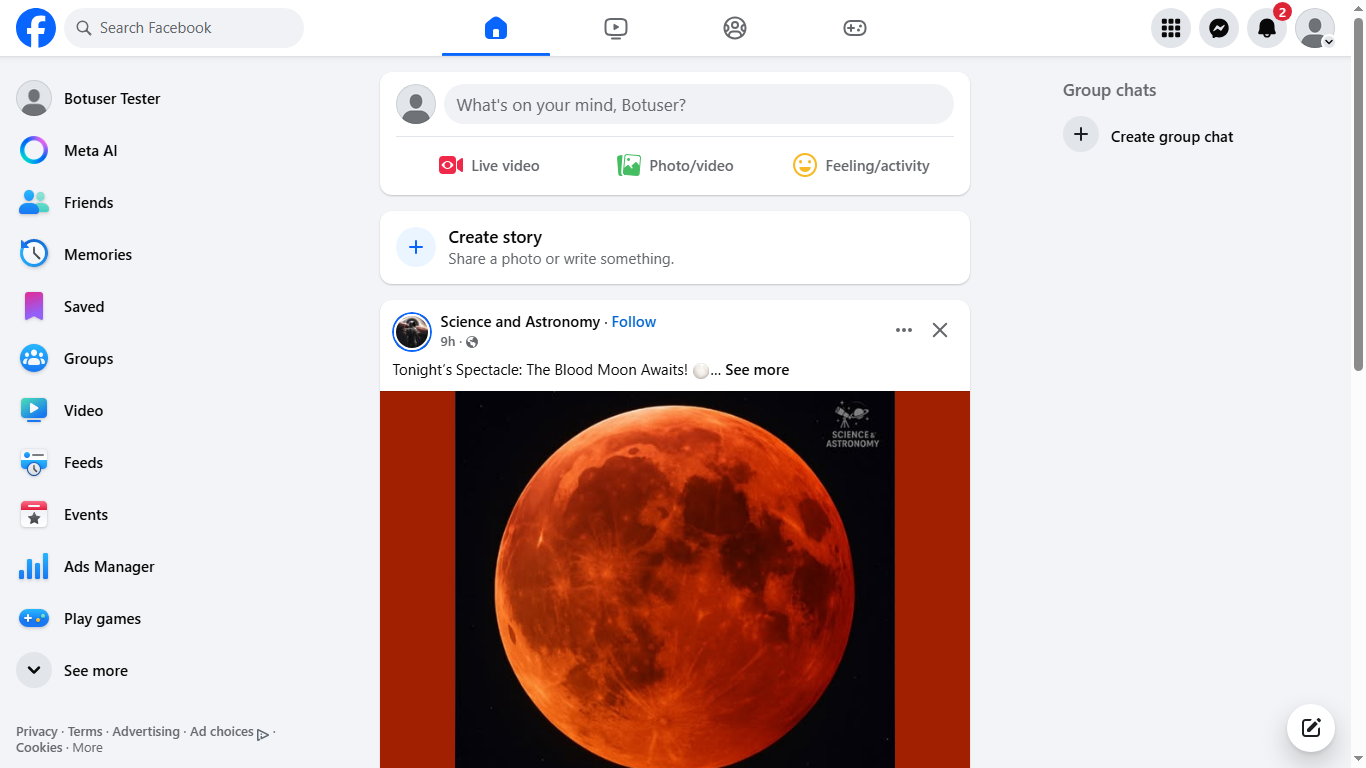 Search Facebook
2
Botuser Tester
Meta AI
Friends
Memories
Saved
Groups
Video
Feeds
Events
Ads Manager
Play games
See more
Privacy · Terms · Advertising · Ad choices ·
Cookies · More
What's on your mind, Botuser?
Live video
Photo/video
Feeling/activity
Create story
Share a photo or write something.
Science and Astronomy · Follow
9h ·
Tonight's Spectacle: The Blood Moon Awaits! 🌕... See more
SCIENCE &
ASTRONOMY
Group chats
Create group chat